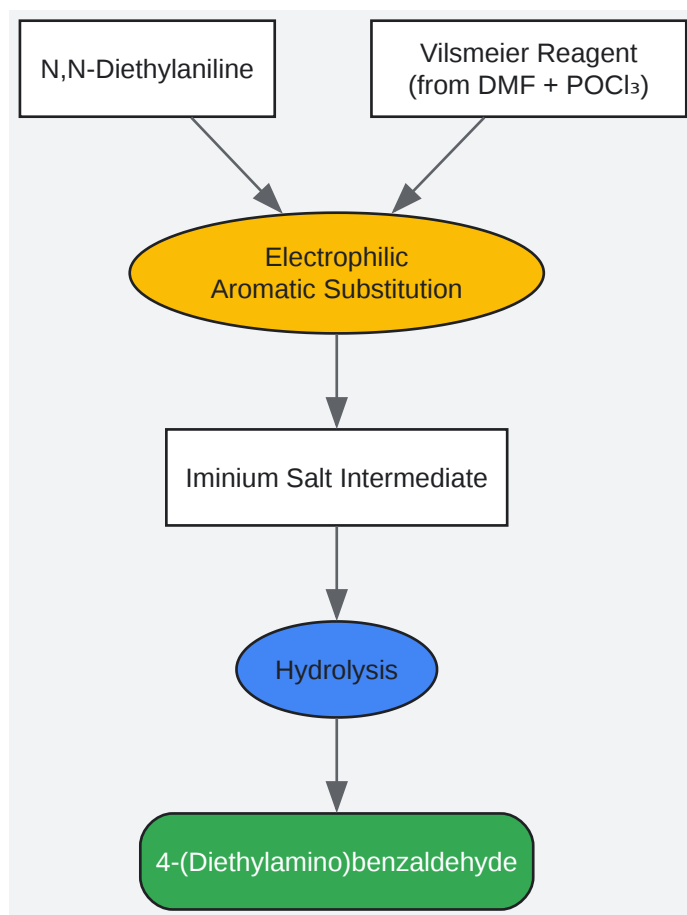 N,N-Diethylaniline
Vilsmeier Reagent
(from DMF + POCl₃)
Electrophilic
Aromatic Substitution
Iminium Salt Intermediate
Hydrolysis
4-(Diethylamino)benzaldehyde